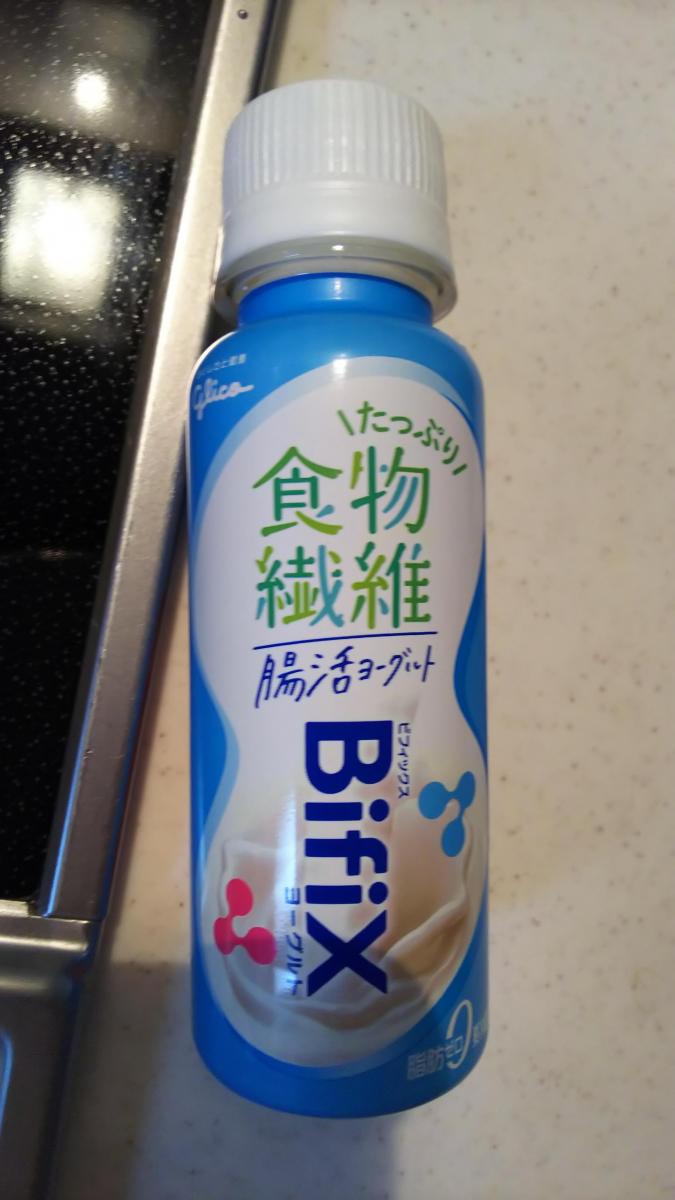 Glico
たっぷり
食物
繊維
腸活ヨーグルト
BifiX
ビフィックス
ヨーグルト
脂肪ゼロ0